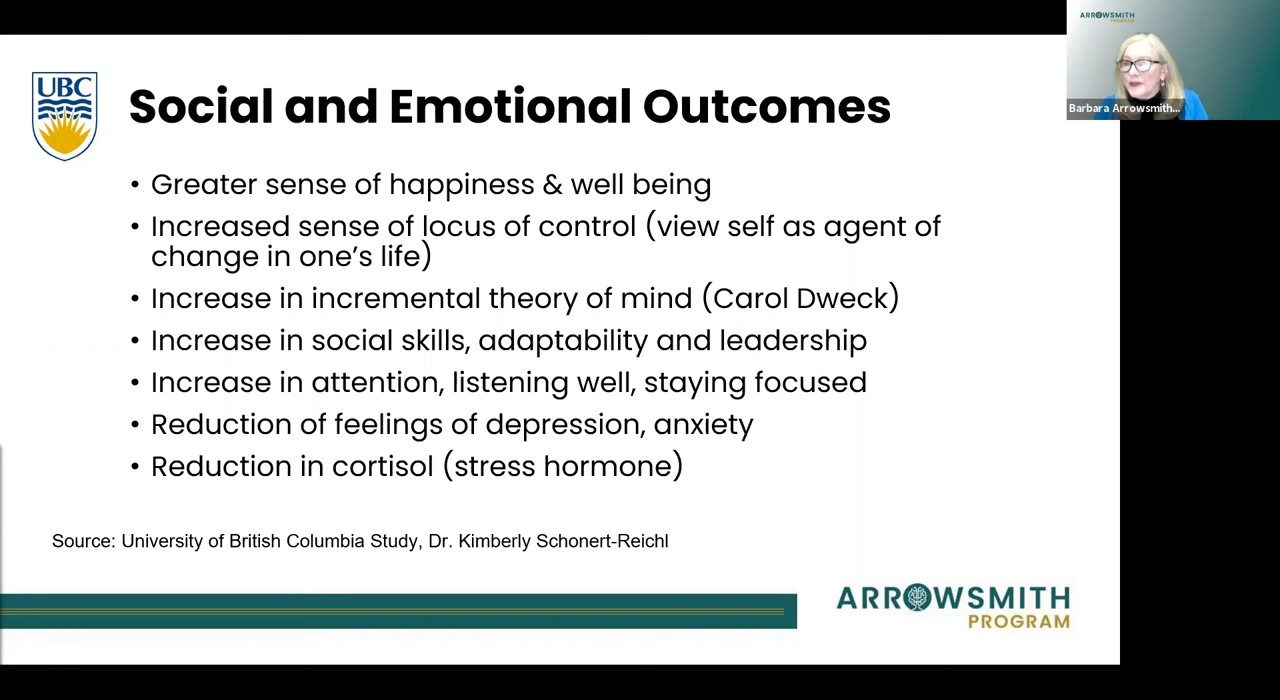 ARROWSMITH
PROGRAM
Barbara Arrowsmith...
UBC
Social and Emotional Outcomes
• Greater sense of happiness & well being
• Increased sense of locus of control (view self as agent of
change in one’s life)
• Increase in incremental theory of mind (Carol Dweck)
• Increase in social skills, adaptability and leadership
• Increase in attention, listening well, staying focused
• Reduction of feelings of depression, anxiety
• Reduction in cortisol (stress hormone)
Source: University of British Columbia Study, Dr. Kimberly Schonert-Reichl
ARROWSMITH
PROGRAM